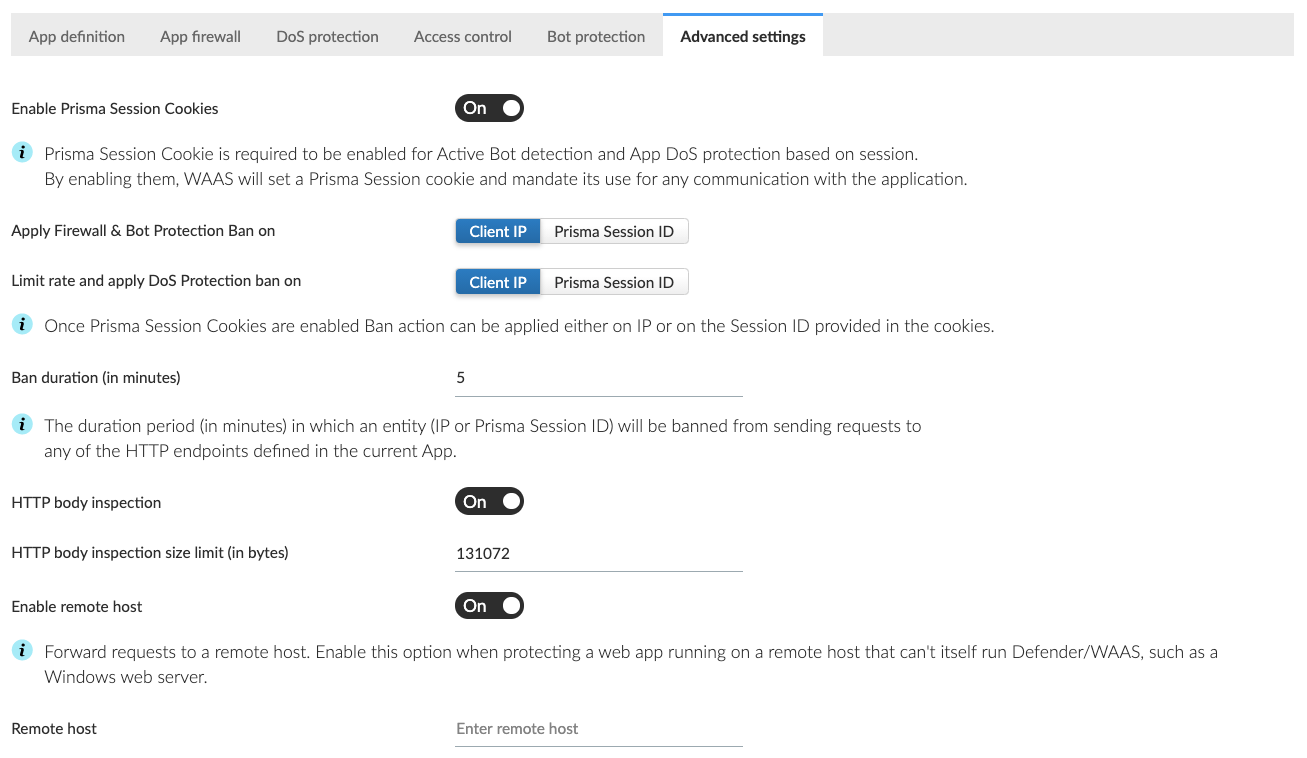 App definition App firewall DoS protection Access control Bot protection Advanced settings
Enable Prisma Session Cookies On
i Prisma Session Cookie is required to be enabled for Active Bot detection and App DoS protection based on session.
By enabling them, WAAS will set a Prisma Session cookie and mandate its use for any communication with the application.
Apply Firewall & Bot Protection Ban on Client IP Prisma Session ID
Limit rate and apply DoS Protection ban on Client IP Prisma Session ID
i Once Prisma Session Cookies are enabled Ban action can be applied either on IP or on the Session ID provided in the cookies.
Ban duration (in minutes) 5
i The duration period (in minutes) in which an entity (IP or Prisma Session ID) will be banned from sending requests to
any of the HTTP endpoints defined in the current App.
HTTP body inspection On
HTTP body inspection size limit (in bytes) 131072
Enable remote host On
i Forward requests to a remote host. Enable this option when protecting a web app running on a remote host that can't itself run Defender/WAAS, such as a
Windows web server.
Remote host Enter remote host